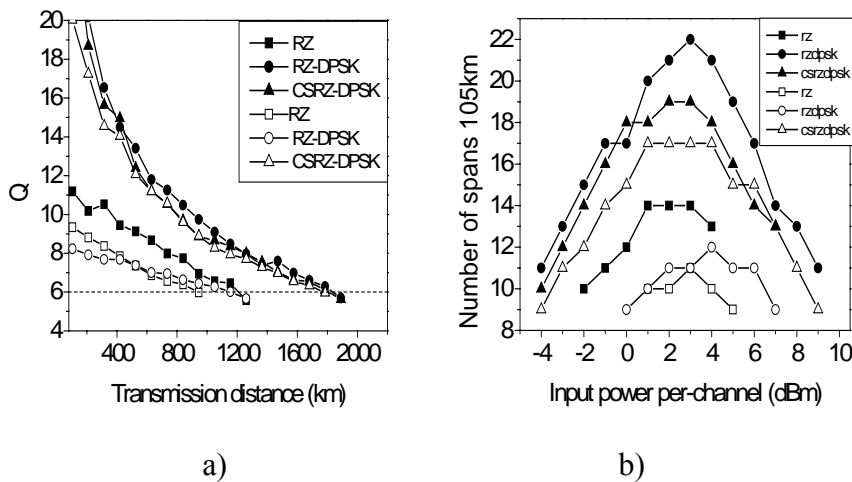 20
18
16
14
12
10
8
6
4
Q
400
800
1200
1600
2000
Transmission distance (km)
RZ
RZ-DPSK
CSRZ-DPSK
RZ
RZ-DPSK
CSRZ-DPSK
a)
22
20
18
16
14
12
10
8
Number of spans 105km
-4
-2
0
2
4
6
8
10
Input power per-channel (dBm)
rz
rzdpsk
csrzdpsk
rz
rzdpsk
csrzdpsk
b)